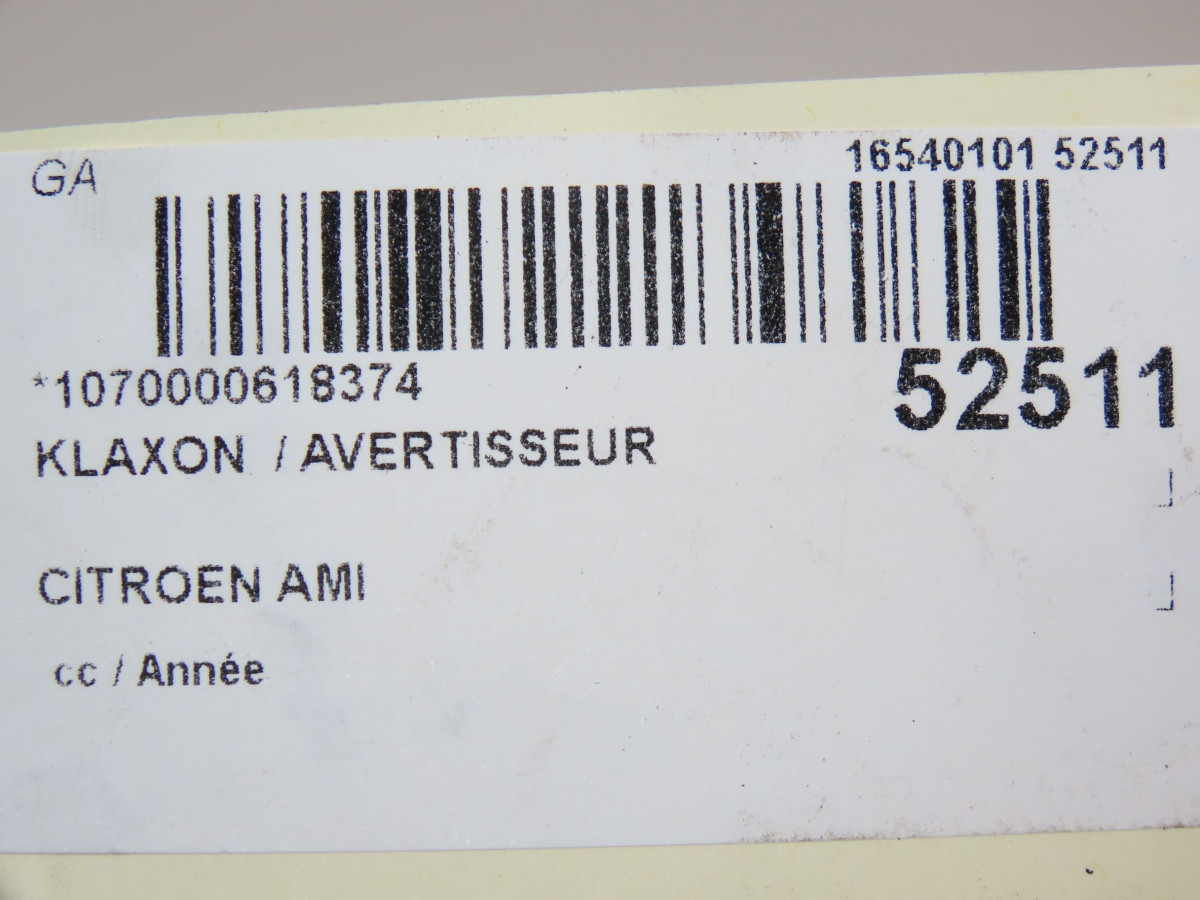 GA
16540101 52511
*1070000618374
52511
KLAXON / AVERTISSEUR
CITROEN AMI
cc / Année